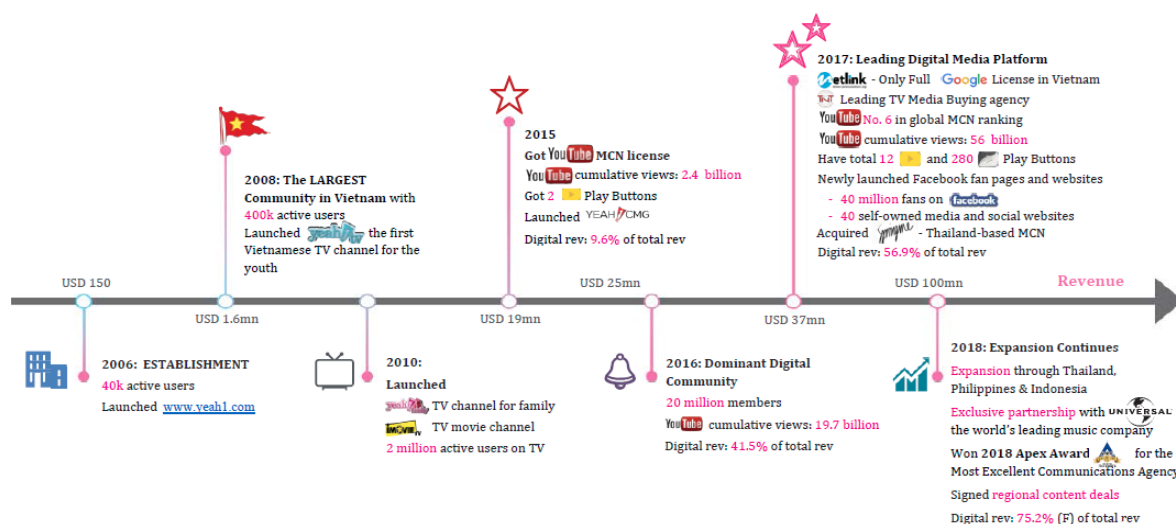 2017: Leading Digital Media Platform
netlink - Only Full Google License in Vietnam
TNT Leading TV Media Buying agency
YouTube No. 6 in global MCN ranking
YouTube cumulative views: 56 billion
Have total 12 and 280 Play Buttons
Newly launched Facebook fan pages and websites
- 40 million fans on facebook
- 40 self-owned media and social websites
Acquired - Thailand-based MCN
Digital rev: 56.9% of total rev
2015
Got YouTube MCN license
YouTube cumulative views: 2.4 billion
Got 2 Play Buttons
Launched YEAH1CMG
Digital rev: 9.6% of total rev
2008: The LARGEST
Community in Vietnam with
400k active users
Launched yeah1tv the first
Vietnamese TV channel for the
youth
USD 150
USD 25mn
USD 100mn
Revenue
USD 1.6mn
USD 19mn
USD 37mn
2006: ESTABLISHMENT
40k active users
Launched www.yeah1.com
2010:
Launched
yeah1 TV channel for family
iMOVIE TV TV movie channel
2 million active users on TV
2016: Dominant Digital
Community
20 million members
YouTube cumulative views: 19.7 billion
Digital rev: 41.5% of total rev
2018: Expansion Continues
Expansion through Thailand,
Philippines & Indonesia
Exclusive partnership with UNIVERSAL
the world's leading music company
Won 2018 Apex Award for the
Most Excellent Communications Agency
Signed regional content deals
Digital rev: 75.2% (F) of total rev